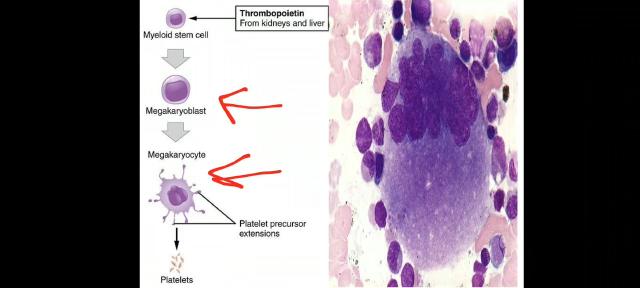 Thrombopoietin
From kidneys and liver
Myeloid stem cell
Megakaryoblast
Megakaryocyte
Platelet precursor
extensions
Platelets